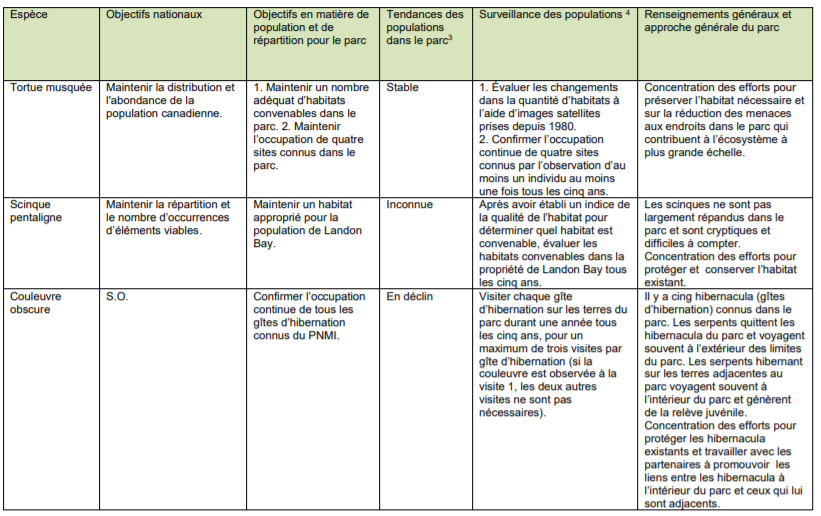 Espèce
Objectifs nationaux
Objectifs en matière de
population et de
répartition pour le parc
Tendances des
populations
dans le parc³
Surveillance des populations ⁴
Renseignements généraux et
approche générale du parc
Tortue musquée
Maintenir la distribution et
l'abondance de la
population canadienne.
1. Maintenir un nombre
adéquat d’habitats
convenables dans le
parc. 2. Maintenir
l’occupation de quatre
sites connus dans le
parc.
Stable
1. Évaluer les changements
dans la quantité d’habitats à
l’aide d’images satellites
prises depuis 1980.
2. Confirmer l’occupation
continue de quatre sites
connus par l’observation d’au
moins un individu au moins
une fois tous les cinq ans.
Concentration des efforts pour
préserver l’habitat nécessaire et
sur la réduction des menaces
aux endroits dans le parc qui
contribuent à l’écosystème à
plus grande échelle.
Scinque
pentaligne
Maintenir la répartition et
le nombre d’occurrences
d’éléments viables.
Maintenir un habitat
approprié pour la
population de Landon
Bay.
Inconnue
Après avoir établi un indice de
la qualité de l’habitat pour
déterminer quel habitat est
convenable, évaluer les
habitats convenables dans la
propriété de Landon Bay tous
les cinq ans.
Les scinques ne sont pas
largement répandus dans le
parc et sont cryptiques et
difficiles à compter.
Concentration des efforts pour
protéger et conserver l’habitat
existant.
Couleuvre
obscure
S.O.
Confirmer l’occupation
continue de tous les
gîtes d’hibernation
connus du PNMI.
En déclin
Visiter chaque gîte
d’hibernation sur les terres du
parc durant une année tous
les cinq ans, pour un
maximum de trois visites par
gîte d’hibernation (si la
couleuvre est observée à la
visite 1, les deux autres
visites ne sont pas
nécessaires).
Il y a cing hibernacula (gîtes
d’hibernation) connus dans le
parc. Les serpents quittent les
hibernacula du parc et voyagent
souvent à l’extérieur des limites
du parc. Les serpents hibernant
sur les terres adjacentes au
parc voyagent souvent à
l’intérieur du parc et génèrent
de la relève juvénile.
Concentration des efforts pour
protéger les hibernacula
existants et travailler avec les
partenaires à promouvoir les
liens entre les hibernacula à
l’intérieur du parc et ceux qui lui
sont adjacents.